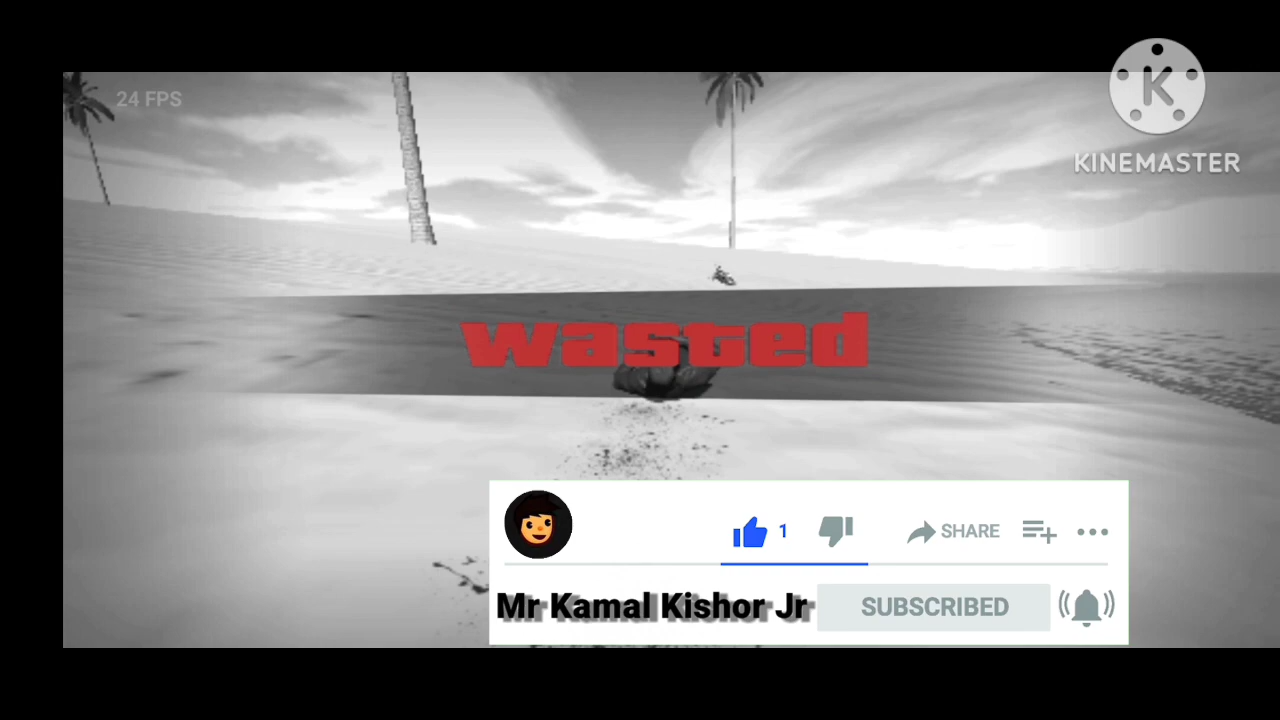 24 FPS
K
KINEMASTER
wasted
1
SHARE
Mr Kamal Kishor Jr
SUBSCRIBED